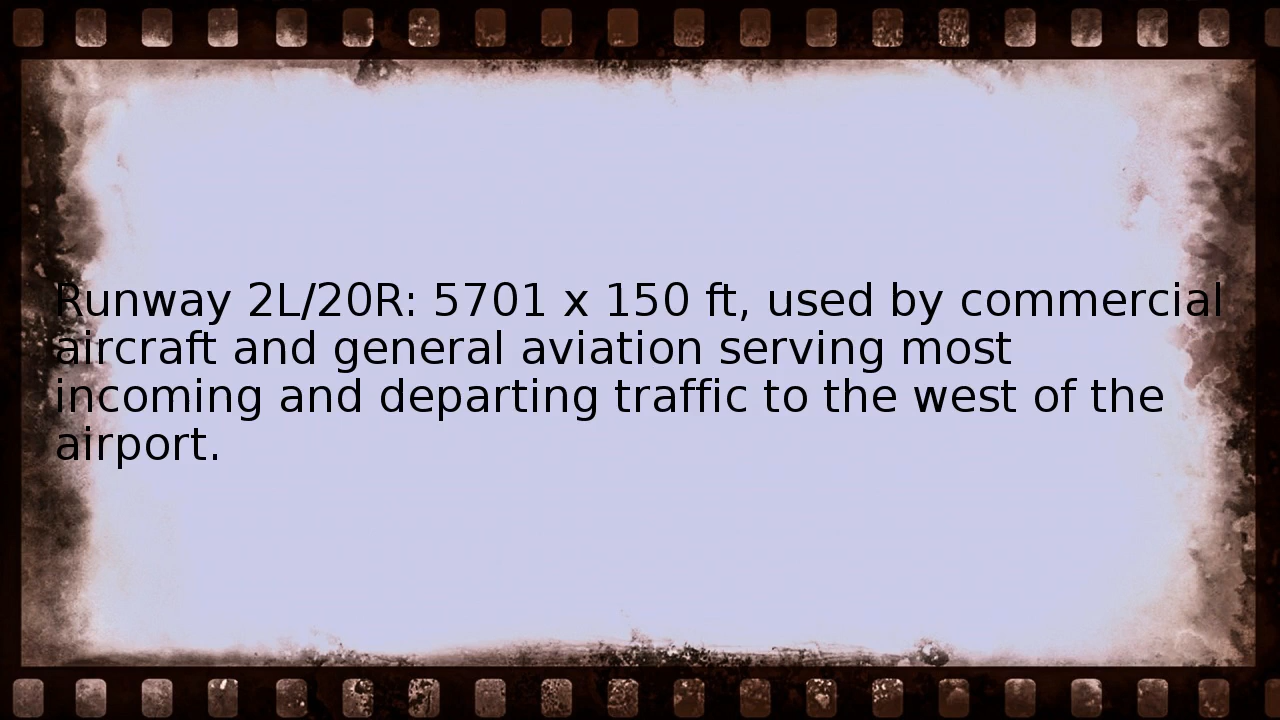 Runway 2L/20R: 5701 x 150 ft, used by commercial
aircraft and general aviation serving most
incoming and departing traffic to the west of the
airport.